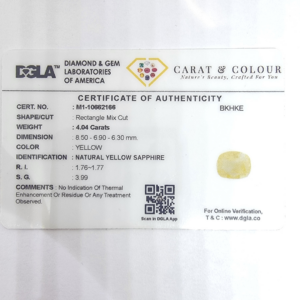 DGLA DIAMOND & GEM
LABORATORIES
OF AMERICA
CARAT & COLOUR
Nature's Beauty, Crafted For You
CERTIFICATE OF AUTHENTICITY
CERT. NO. : M1-10662166
BKHKE
SHAPE/CUT : Rectangle Mix Cut
WEIGHT : 4.04 Carats
DIMENSION : 8.50 -6.90 - 6.30 mm
COLOR : YELLOW
IDENTIFICATION : NATURAL YELLOW SAPPHIRE
R. I. : 1.76-1.77
S. G. : 3.99
COMMENTS : No Indication Of Thermal
Enhancement Or Residue Or Any Treatment
Observed.
Scan in DGLA App
For Online Verification,
T & C : www.dgla.co